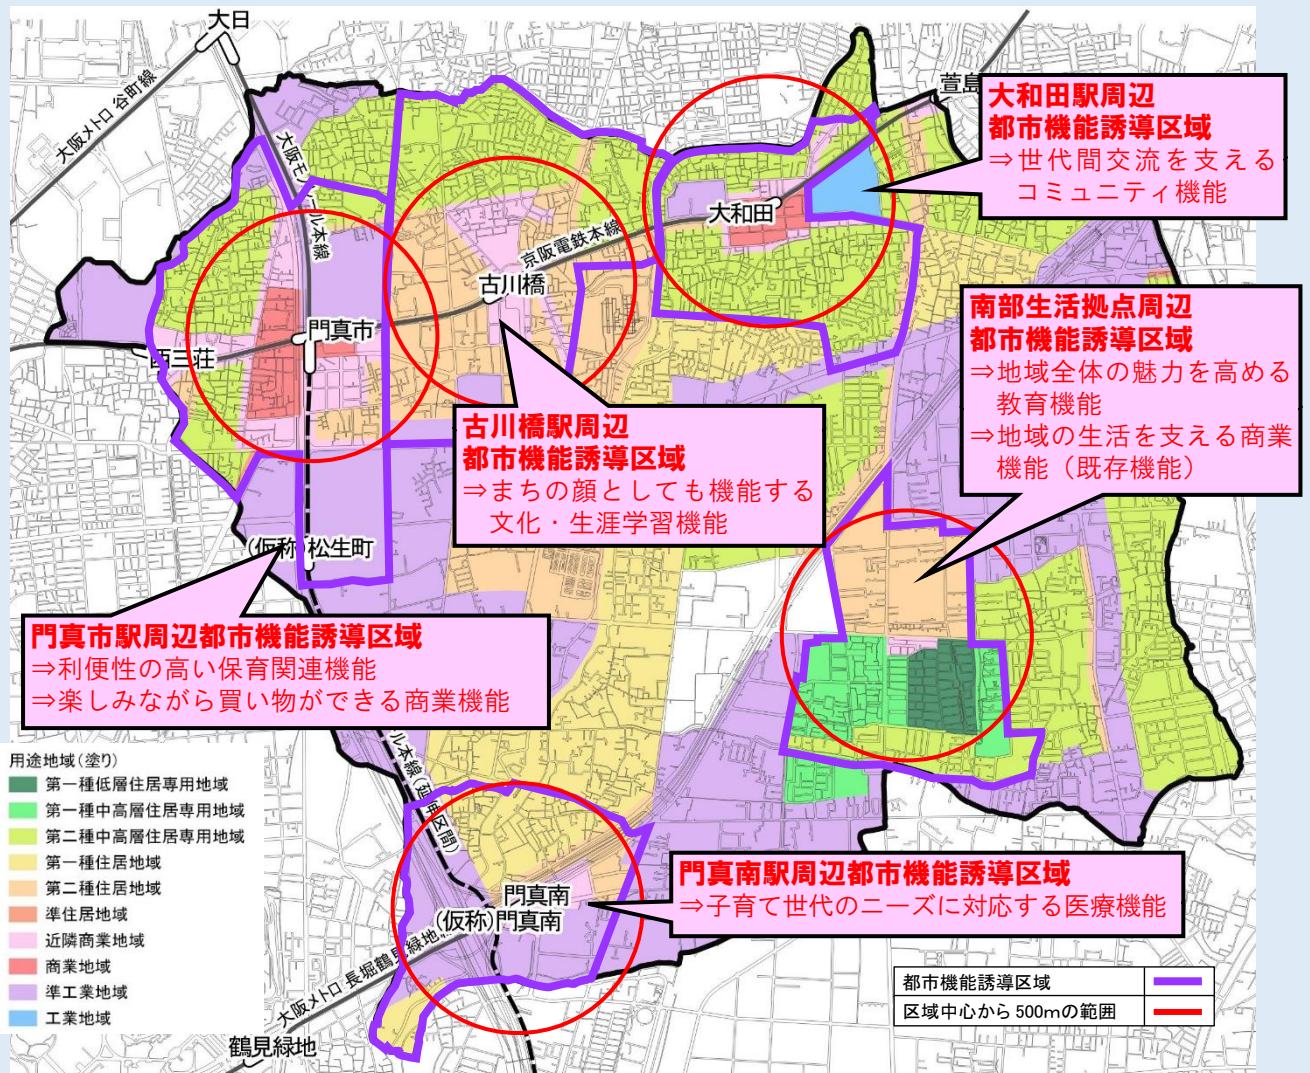 大日
大阪メトロ 谷町線
大阪モノレール本線
萱島
大和田駅周辺
都市機能誘導区域
⇒世代間交流を支える
コミュニティ機能
大和田
京阪電鉄本線
古川橋
門真市
西三荘
南部生活拠点周辺
都市機能誘導区域
⇒地域全体の魅力を高める
教育機能
⇒地域の生活を支える商業
機能（既存機能）
古川橋駅周辺
都市機能誘導区域
⇒まちの顔としても機能する
文化・生涯学習機能
(仮称)松生町
門真市駅周辺都市機能誘導区域
⇒利便性の高い保育関連機能
⇒楽しみながら買い物ができる商業機能
ル本線(延伸区間)
用途地域(塗り)
第一種低層住居専用地域
第一種中高層住居専用地域
第二種中高層住居専用地域
第一種住居地域
第二種住居地域
準住居地域
近隣商業地域
商業地域
準工業地域
工業地域
門真南駅周辺都市機能誘導区域
⇒子育て世代のニーズに対応する医療機能
門真南
(仮称)門真南
大阪メトロ 長堀鶴見緑地
鶴見緑地
都市機能誘導区域
区域中心から 500mの範囲